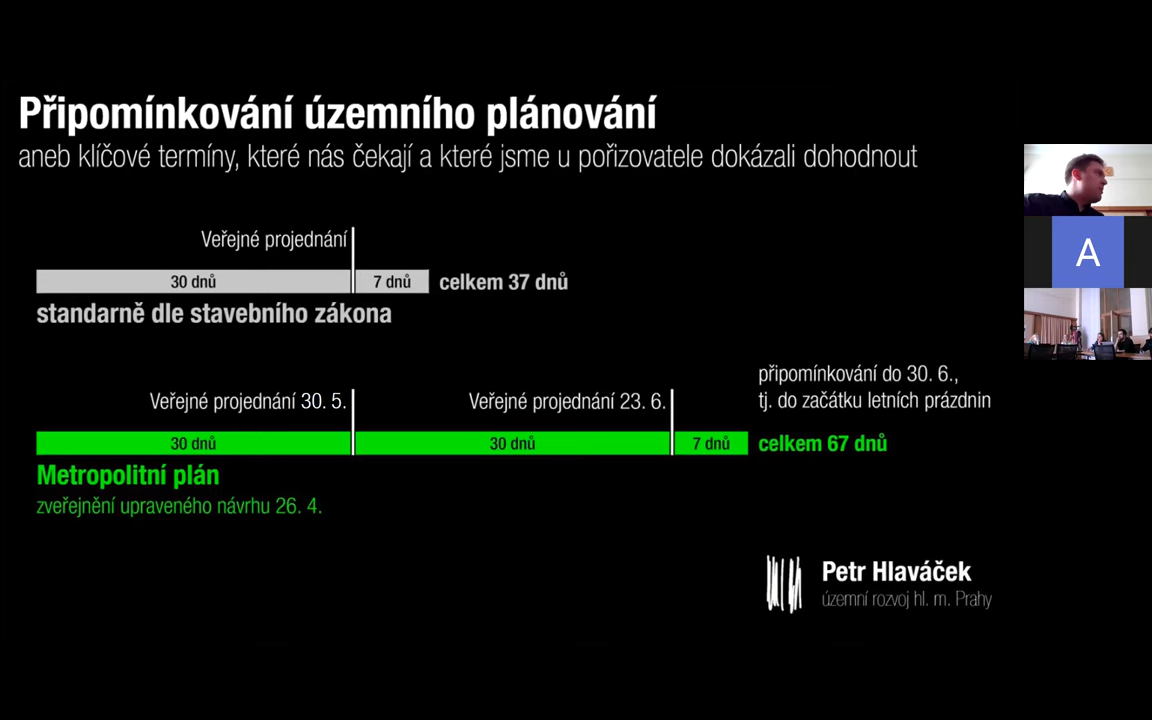 Připomínkování územního plánování
aneb klíčové termíny, které nás čekají a které jsme u pořizovatele dokázali dohodnout
Veřejné projednání
30 dnů
7 dnů
celkem 37 dnů
standarně dle stavebního zákona
připomínkování do 30. 6.,
tj. do začátku letních prázdnin
Veřejné projednání 30. 5.
Veřejné projednání 23. 6.
30 dnů
30 dnů
7 dnů
celkem 67 dnů
Metropolitní plán
zveřejnění upraveného návrhu 26. 4.
Petr Hlaváček
územní rozvoj hl. m. Prahy
A